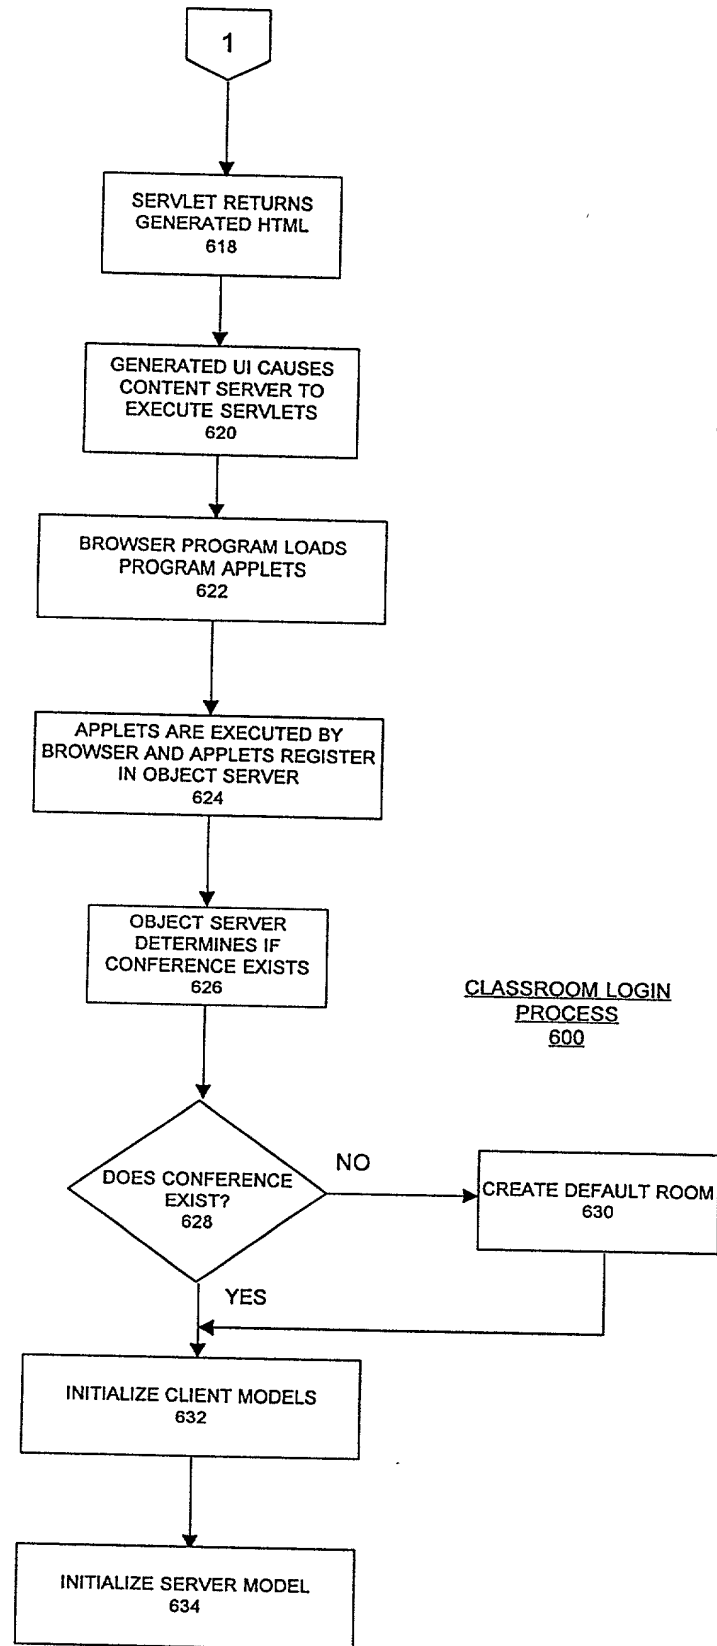 1
SERVLET RETURNS
GENERATED HTML
618
GENERATED UI CAUSES
CONTENT SERVER TO
EXECUTE SERVLETS
620
BROWSER PROGRAM LOADS
PROGRAM APPLETS
622
APPLETS ARE EXECUTED BY
BROWSER AND APPLETS REGISTER
IN OBJECT SERVER
624
OBJECT SERVER
DETERMINES IF
CONFERENCE EXISTS
626
CLASSROOM LOGIN
PROCESS
600
DOES CONFERENCE
EXIST?
628
NO
CREATE DEFAULT ROOM
630
YES
INITIALIZE CLIENT MODELS
632
INITIALIZE SERVER MODEL
634